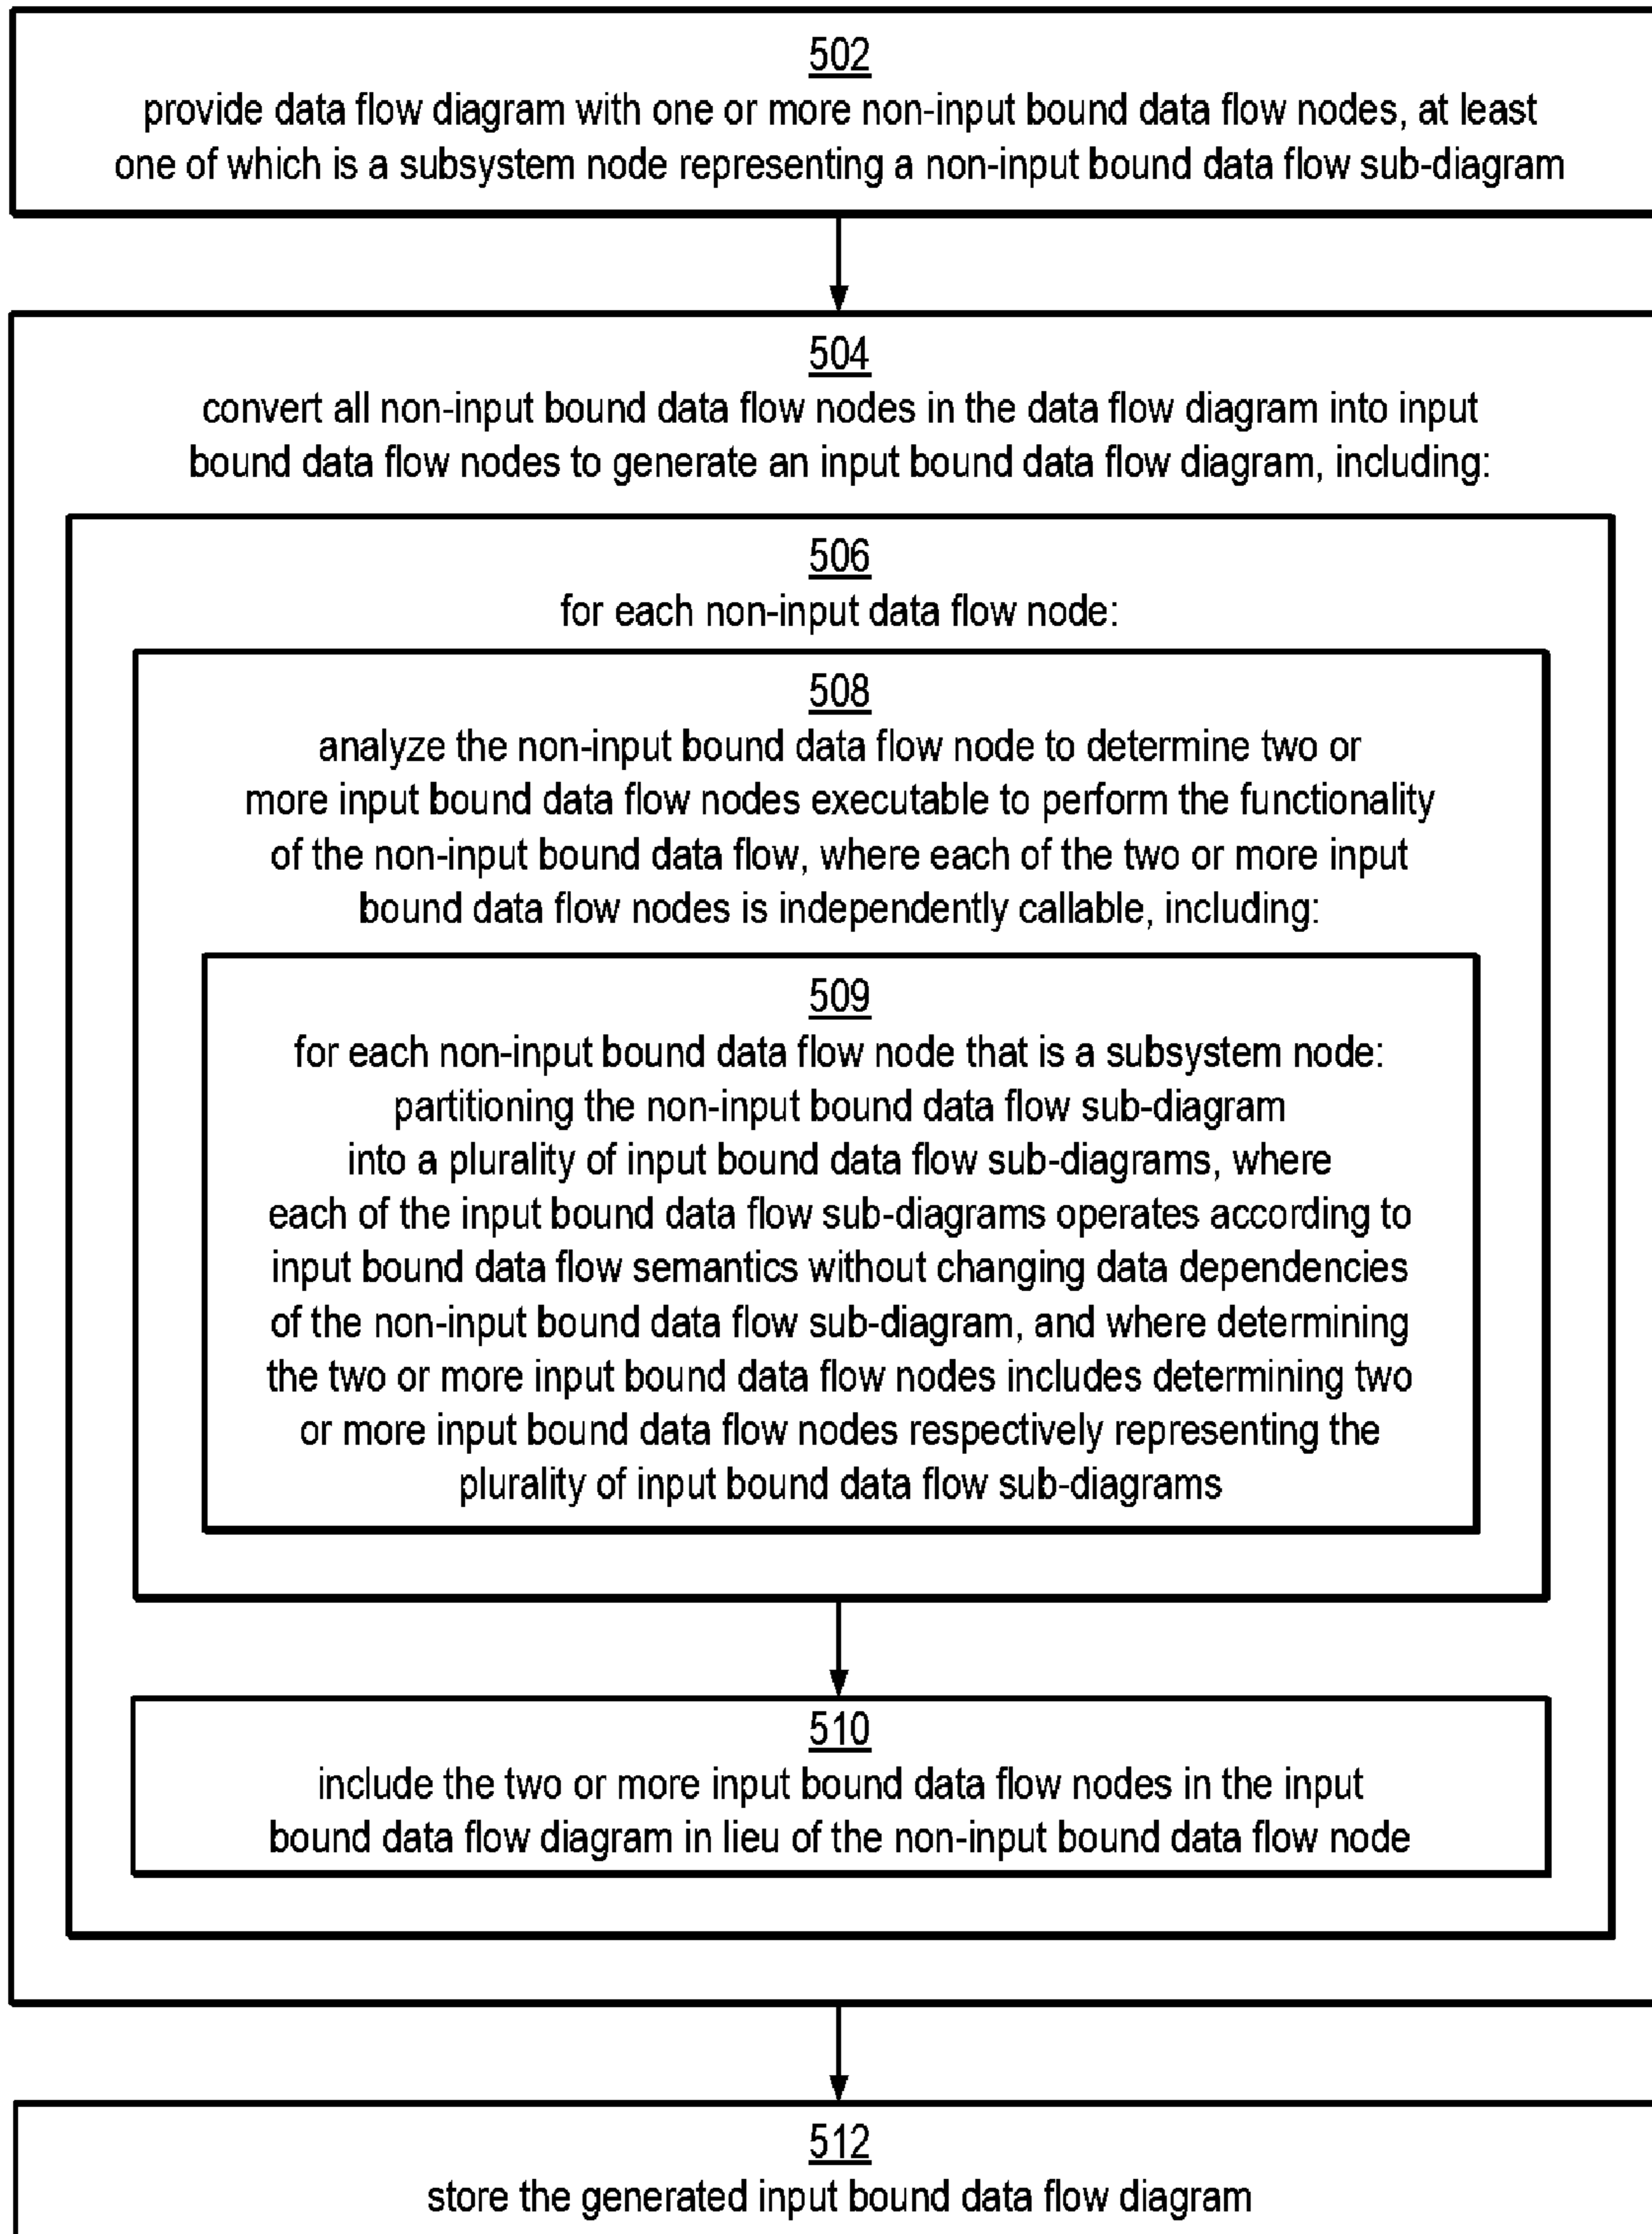 502
provide data flow diagram with one or more non-input bound data flow nodes, at least
one of which is a subsystem node representing a non-input bound data flow sub-diagram
504
convert all non-input bound data flow nodes in the data flow diagram into input
bound data flow nodes to generate an input bound data flow diagram, including:
506
for each non-input data flow node:
508
analyze the non-input bound data flow node to determine two or
more input bound data flow nodes executable to perform the functionality
of the non-input bound data flow, where each of the two or more input
bound data flow nodes is independently callable, including:
509
for each non-input bound data flow node that is a subsystem node:
partitioning the non-input bound data flow sub-diagram
into a plurality of input bound data flow sub-diagrams, where
each of the input bound data flow sub-diagrams operates according to
input bound data flow semantics without changing data dependencies
of the non-input bound data flow sub-diagram, and where determining
the two or more input bound data flow nodes includes determining two
or more input bound data flow nodes respectively representing the
plurality of input bound data flow sub-diagrams
510
include the two or more input bound data flow nodes in the input
bound data flow diagram in lieu of the non-input bound data flow node
512
store the generated input bound data flow diagram